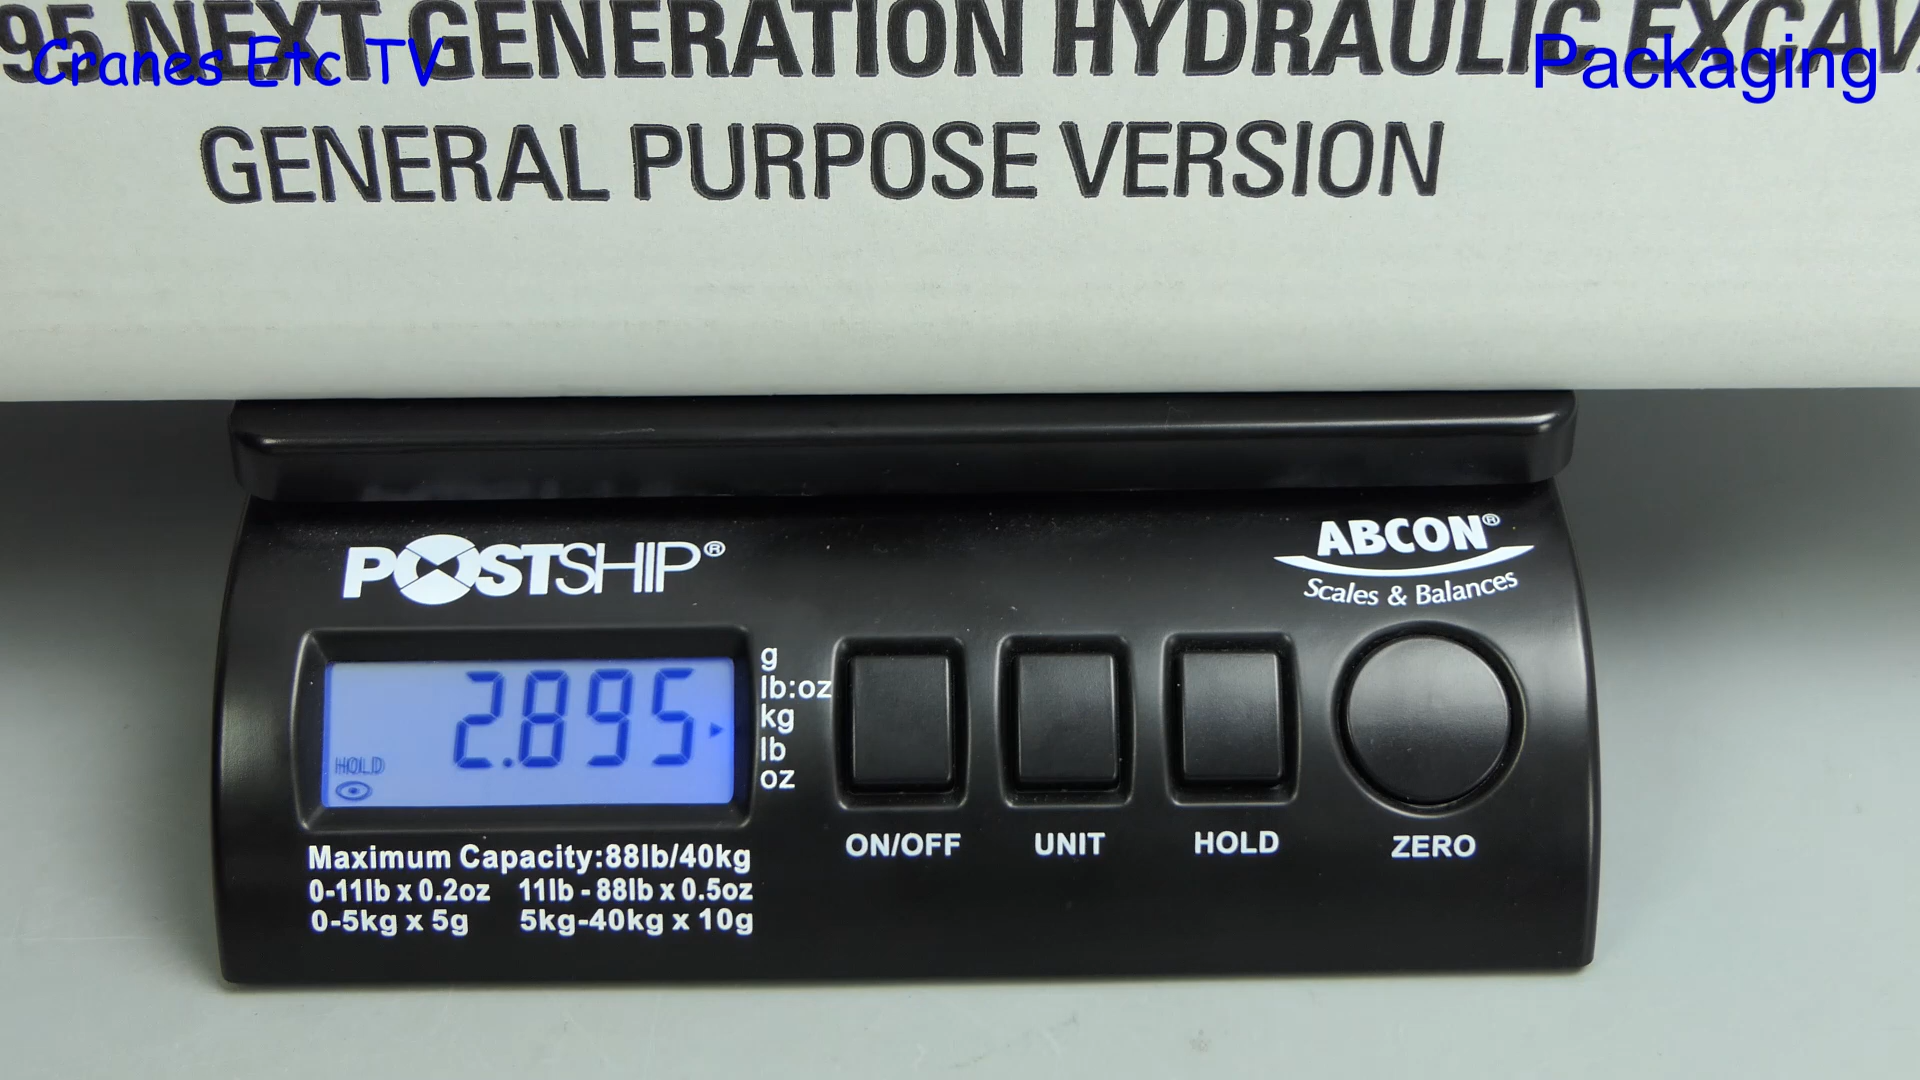 95 NEXT GENERATION HYDRAULIC EXCAV
Cranes Etc TV
Packaging
GENERAL PURPOSE VERSION
POSTSHIP®
ABCON®
Scales & Balances
2.895
HOLD
g
lb:oz
kg
lb
oz
ON/OFF
UNIT
HOLD
ZERO
Maximum Capacity:88lb/40kg
0-11lb x 0.2oz 11lb - 88lb x 0.5oz
0-5kg x 5g 5kg-40kg x 10g